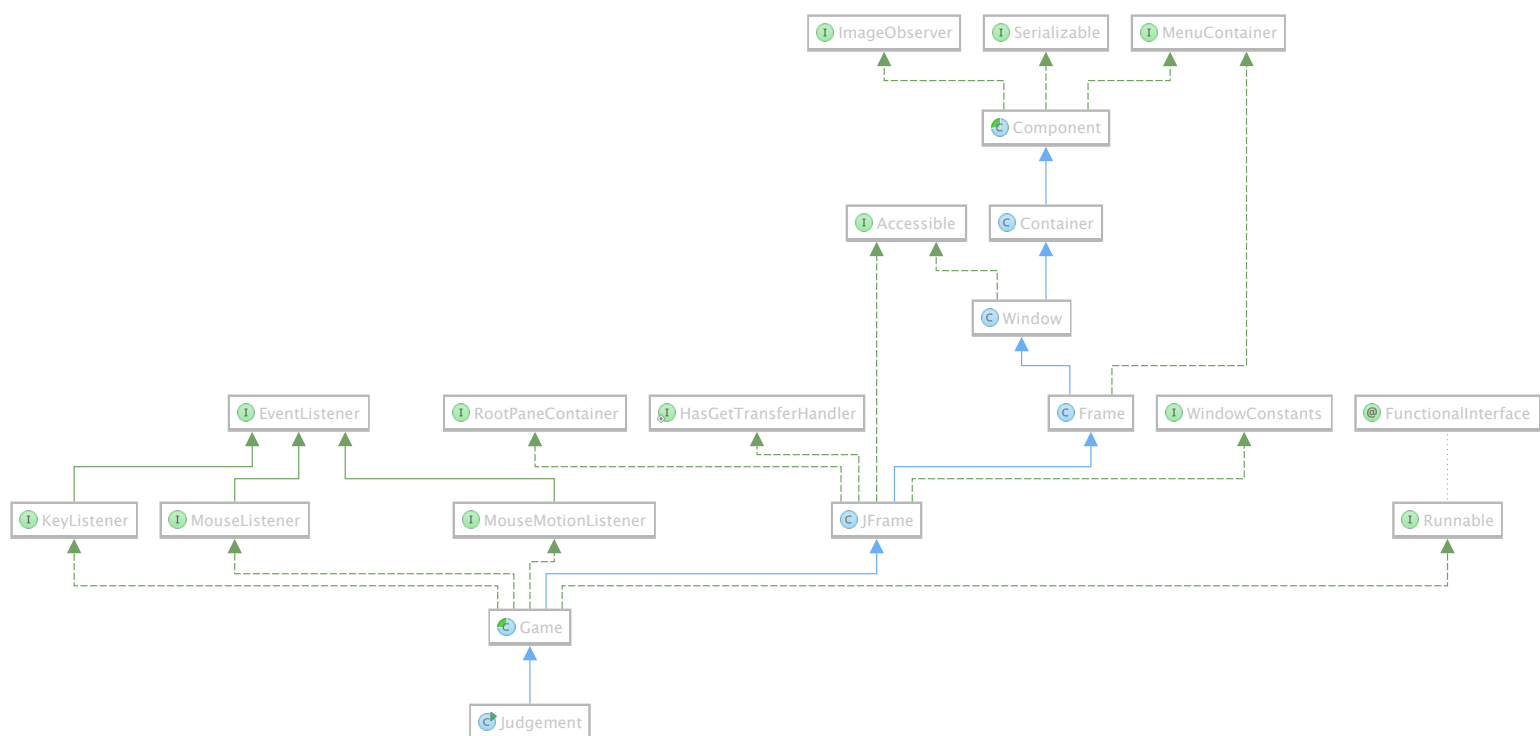 ImageObserver
Serializable
MenuContainer
Component
Accessible
Container
Window
EventListener
RootPaneContainer
HasGetTransferHandler
Frame
WindowConstants
FunctionalInterface
KeyListener
MouseListener
MouseMotionListener
JFrame
Runnable
Game
Judgement